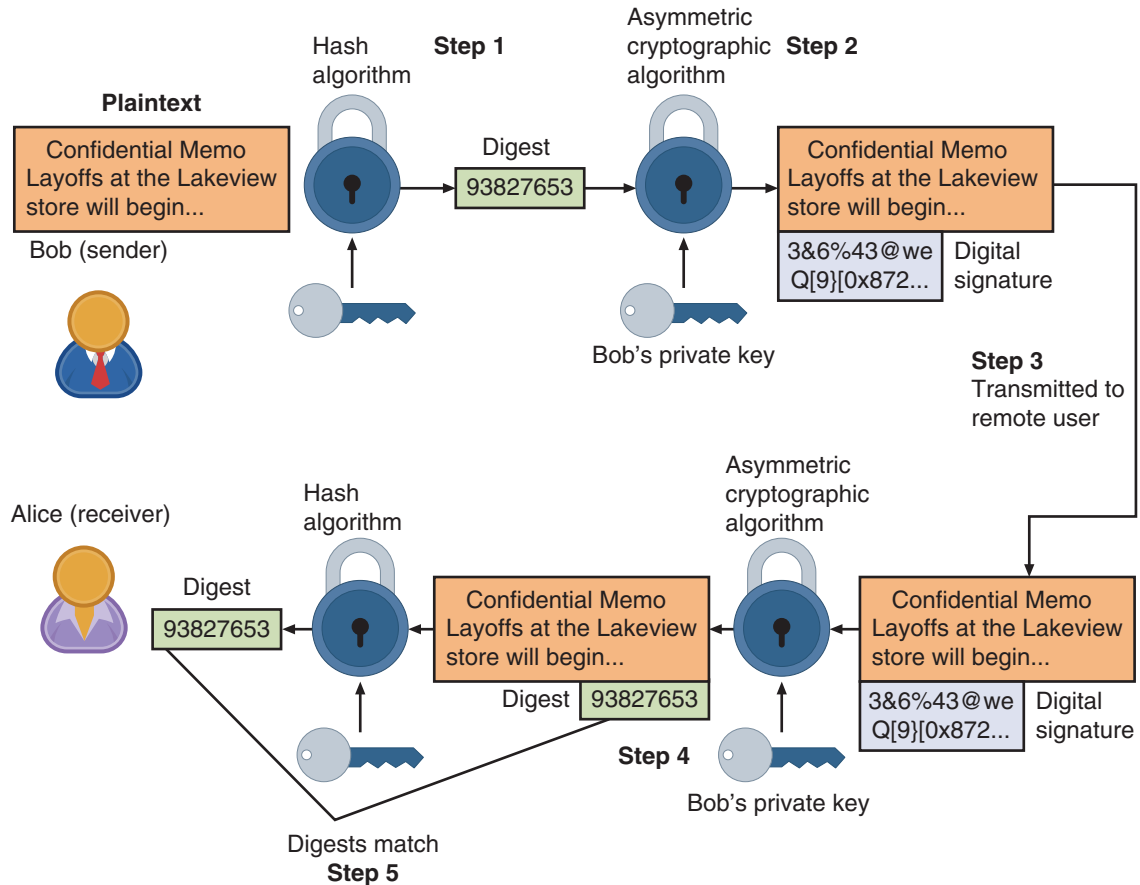 Hash
algorithm
Step 1
Asymmetric
cryptographic
algorithm
Step 2
Plaintext
Confidential Memo
Layoffs at the Lakeview
store will begin...
Digest
93827653
Confidential Memo
Layoffs at the Lakeview
store will begin...
Bob (sender)
3&6%43@we
Q[9}[0x872...
Digital
signature
Bob's private key
Step 3
Transmitted to
remote user
Alice (receiver)
Hash
algorithm
Asymmetric
cryptographic
algorithm
Digest
93827653
Confidential Memo
Layoffs at the Lakeview
store will begin...
Digest
93827653
Confidential Memo
Layoffs at the Lakeview
store will begin...
3&6%43@we
Q[9}[0x872...
Digital
signature
Step 4
Bob's private key
Digests match
Step 5